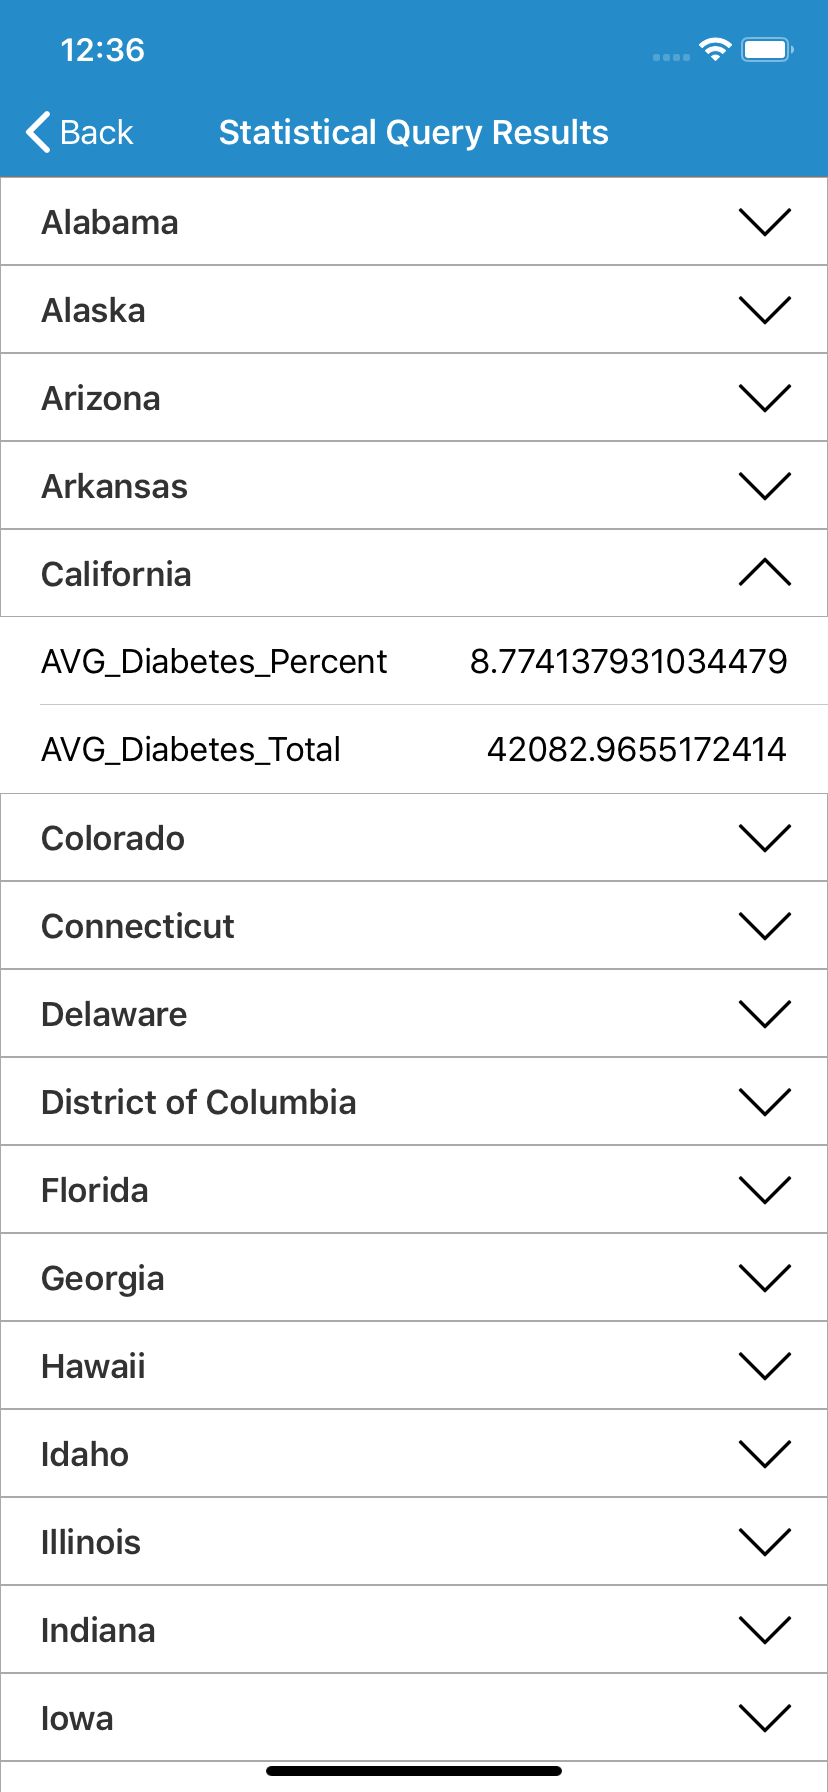 12:36
Back Statistical Query Results
Alabama
Alaska
Arizona
Arkansas
California
AVG_Diabetes_Percent 8.774137931034479
AVG_Diabetes_Total 42082.9655172414
Colorado
Connecticut
Delaware
District of Columbia
Florida
Georgia
Hawaii
Idaho
Illinois
Indiana
Iowa